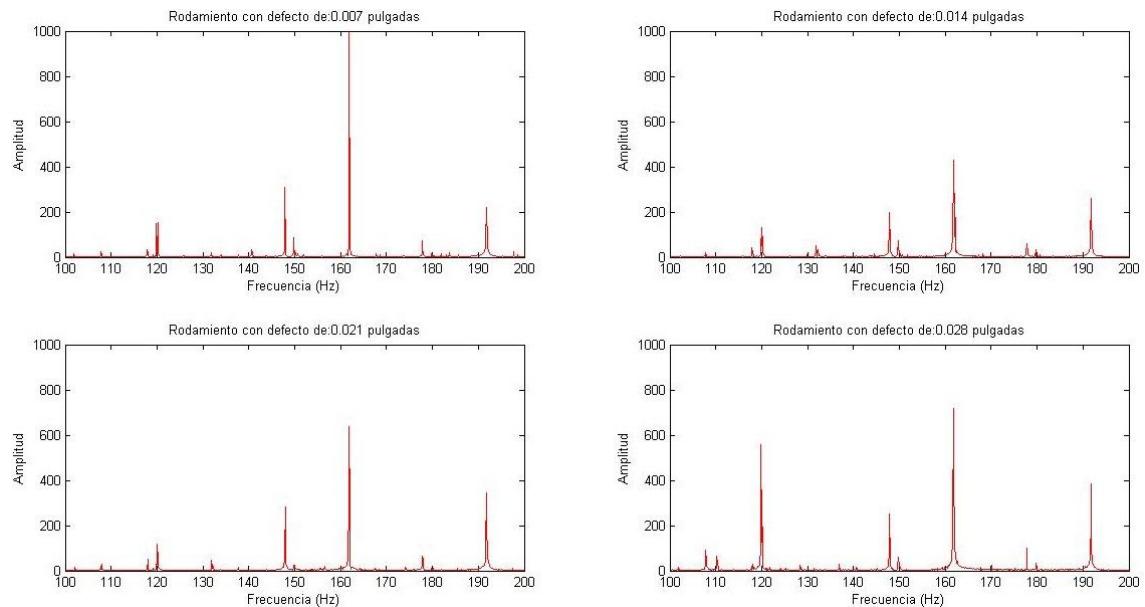 Rodamiento con defecto de:0.007 pulgadas
1000
800
600
400
200
0
Amplitud
100 110 120 130 140 150 160 170 180 190 200
Frecuencia (Hz)
Rodamiento con defecto de:0.014 pulgadas
1000
800
600
400
200
0
Amplitud
100 110 120 130 140 150 160 170 180 190 200
Frecuencia (Hz)
Rodamiento con defecto de:0.021 pulgadas
1000
800
600
400
200
0
Amplitud
100 110 120 130 140 150 160 170 180 190 200
Frecuencia (Hz)
Rodamiento con defecto de:0.028 pulgadas
1000
800
600
400
200
0
Amplitud
100 110 120 130 140 150 160 170 180 190 200
Frecuencia (Hz)